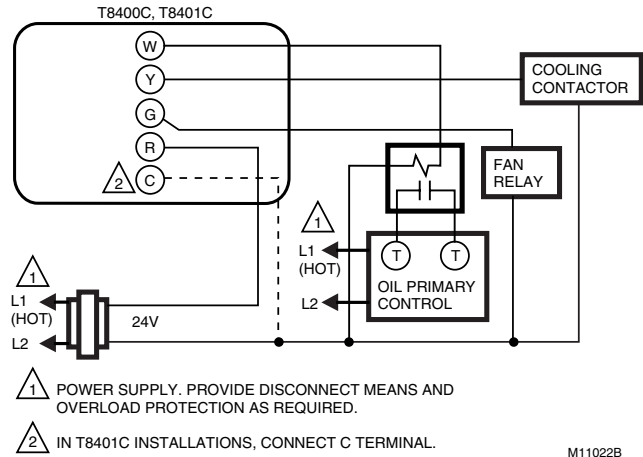 T8400C, T8401C
W
Y
G
R
2
C
COOLING
CONTACTOR
FAN
RELAY
1
L1
(HOT)
L2
T
T
OIL PRIMARY
CONTROL
1
L1
(HOT)
L2
24V
1 POWER SUPPLY. PROVIDE DISCONNECT MEANS AND
OVERLOAD PROTECTION AS REQUIRED.
2 IN T8401C INSTALLATIONS, CONNECT C TERMINAL.
M11022B